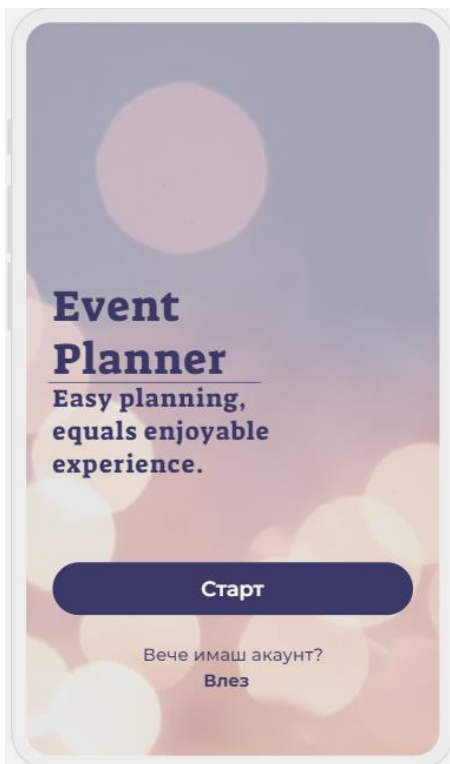 Event
Planner
Easy planning,
equals enjoyable
experience.
Старт
Вече имаш акаунт?
Влез